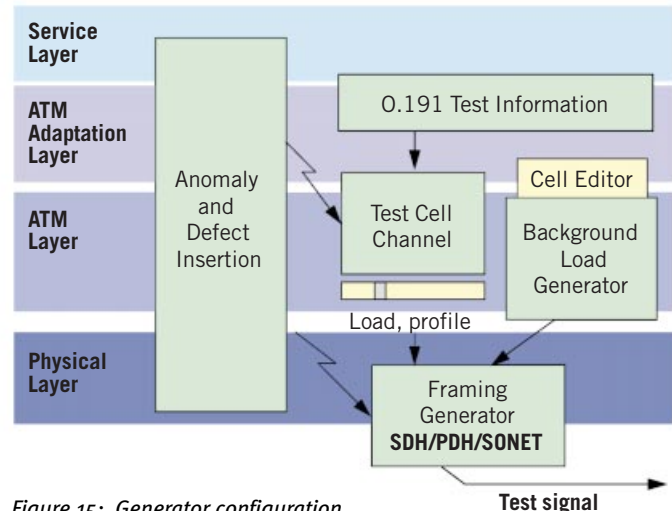 Service
Layer
ATM
Adaptation
Layer
ATM
Layer
Physical
Layer
Anomaly
and
Defect
Insertion
O.191 Test Information
Test Cell
Channel
Load, profile
Cell Editor
Background
Load
Generator
Framing
Generator
SDH/PDH/SONET
Test signal
Figure 15: Generator configuration